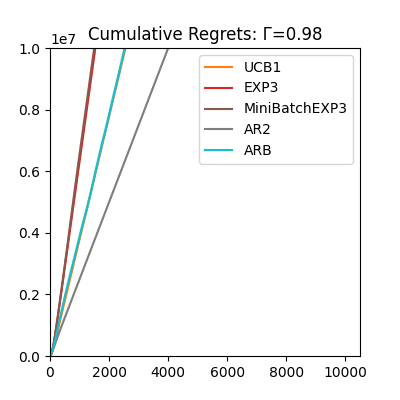 Cumulative Regrets: Γ=0.98
1e7
UCB1
EXP3
MiniBatchEXP3
AR2
ARB
1.0
0.8
0.6
0.4
0.2
0.0
0 2000 4000 6000 8000 10000